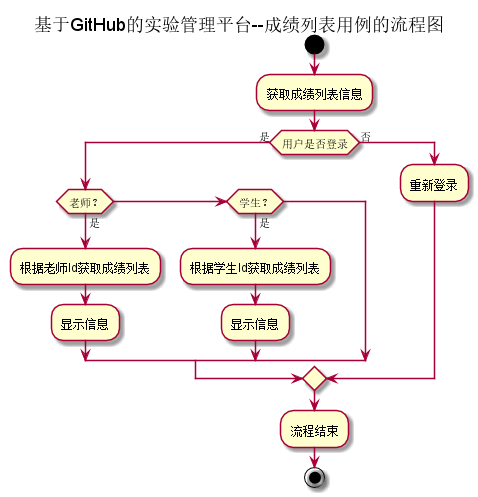 基于GitHub的实验管理平台--成绩列表用例的流程图
获取成绩列表信息
是
用户是否登录
否
重新登录
老师？
是
学生？
是
根据老师Id获取成绩列表
根据学生Id获取成绩列表
显示信息
显示信息
流程结束